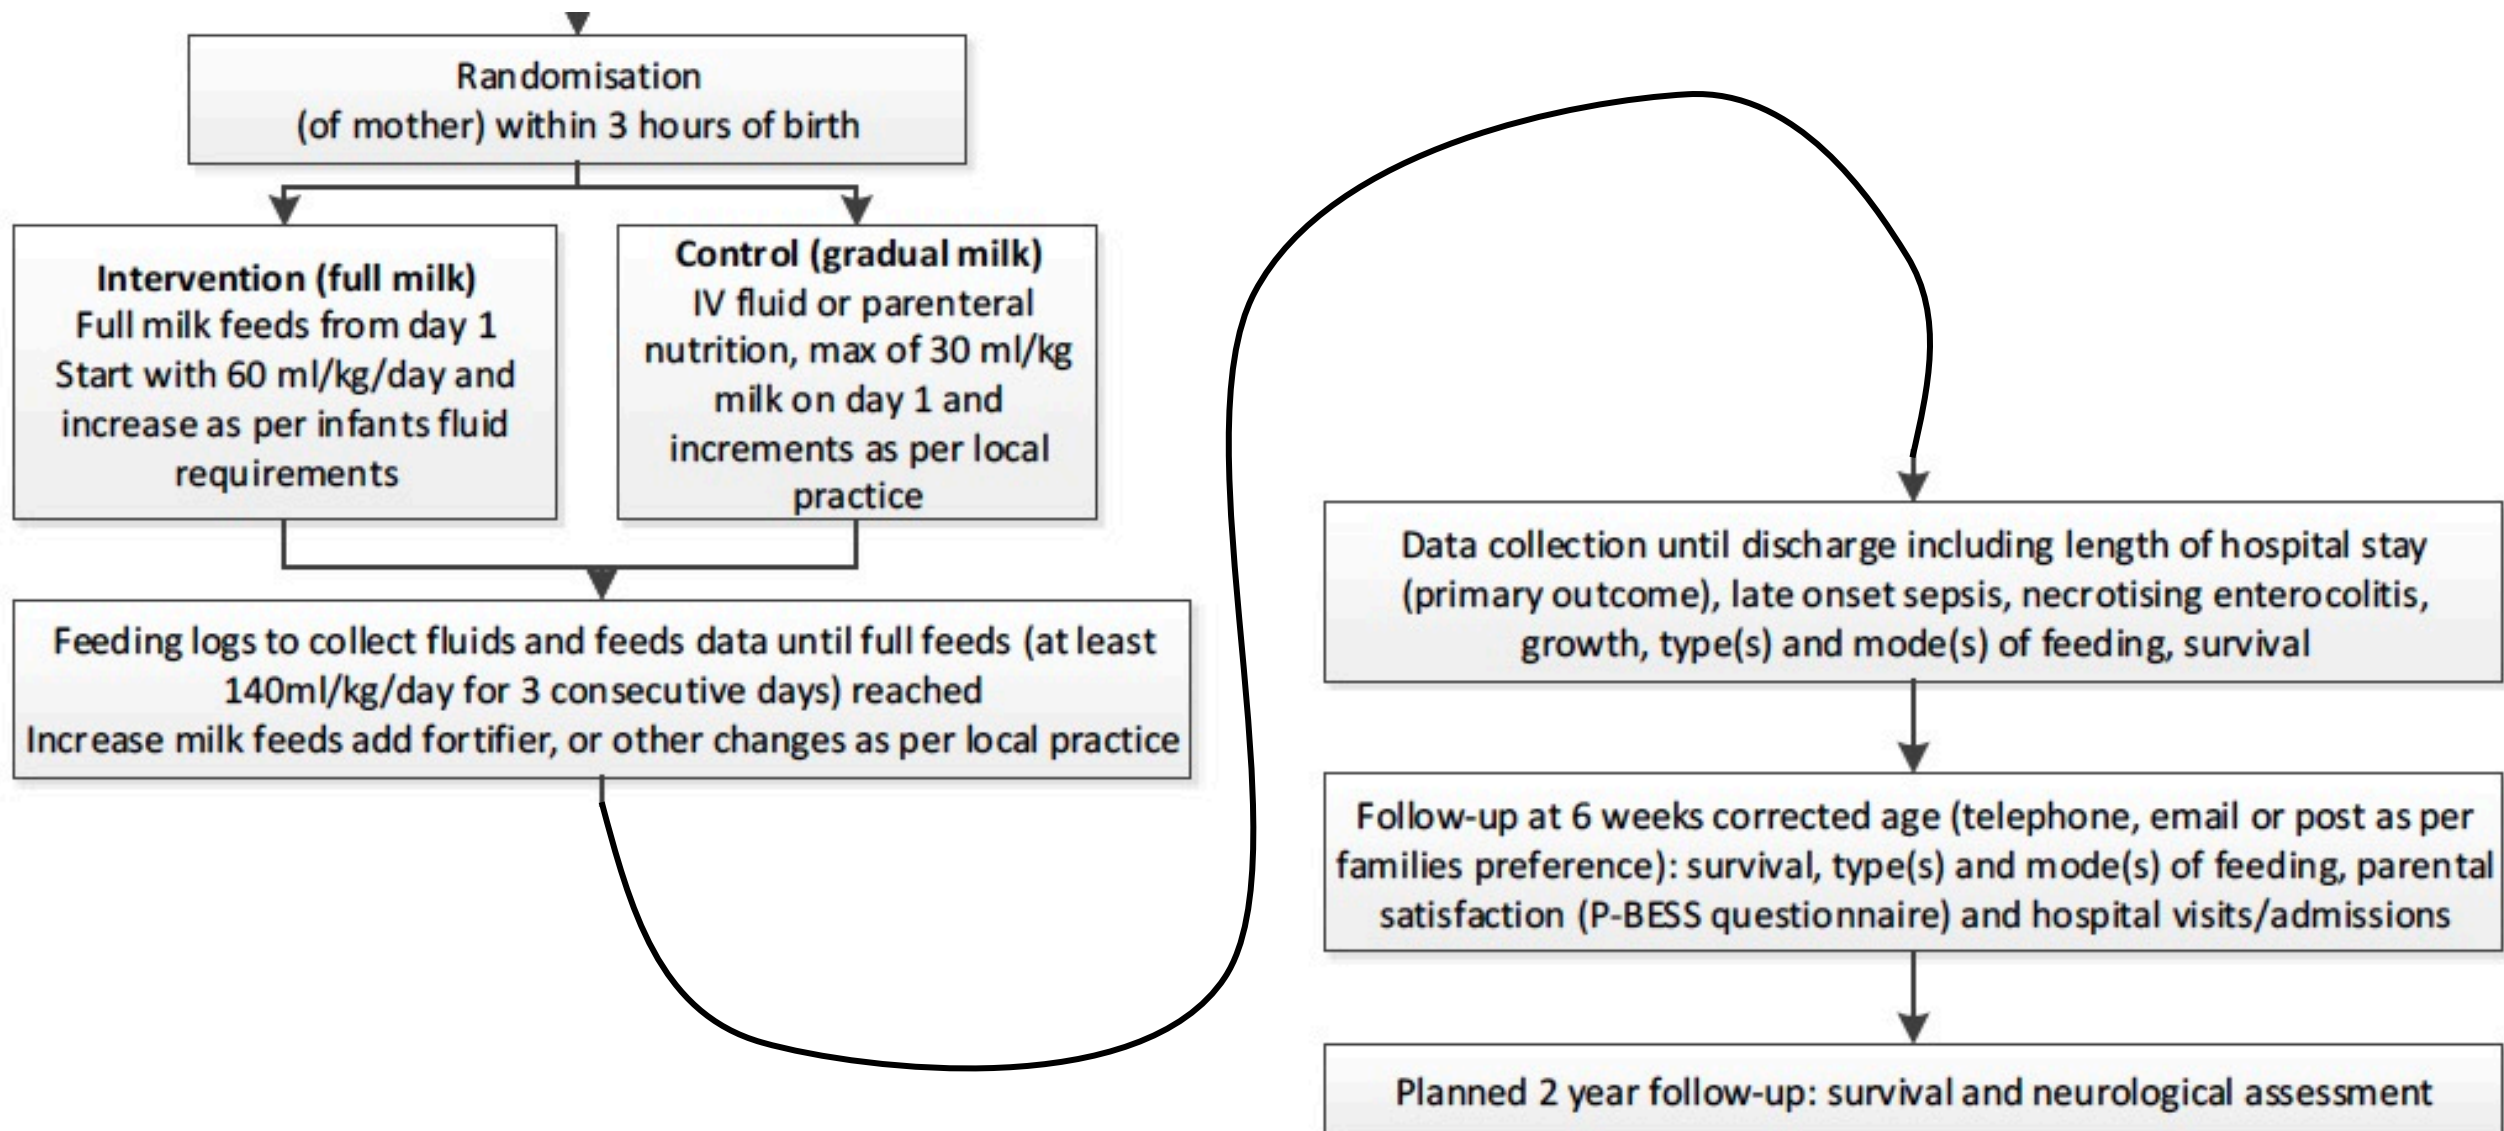 Randomisation
(of mother) within 3 hours of birth
Intervention (full milk)
Full milk feeds from day 1
Start with 60 ml/kg/day and
increase as per infants fluid
requirements
Control (gradual milk)
IV fluid or parenteral
nutrition, max of 30 ml/kg
milk on day 1 and
increments as per local
practice
Feeding logs to collect fluids and feeds data until full feeds (at least
140ml/kg/day for 3 consecutive days) reached
Increase milk feeds add fortifier, or other changes as per local practice
Data collection until discharge including length of hospital stay
(primary outcome), late onset sepsis, necrotising enterocolitis,
growth, type(s) and mode(s) of feeding, survival
Follow-up at 6 weeks corrected age (telephone, email or post as per
families preference): survival, type(s) and mode(s) of feeding, parental
satisfaction (P-BESS questionnaire) and hospital visits/admissions
Planned 2 year follow-up: survival and neurological assessment